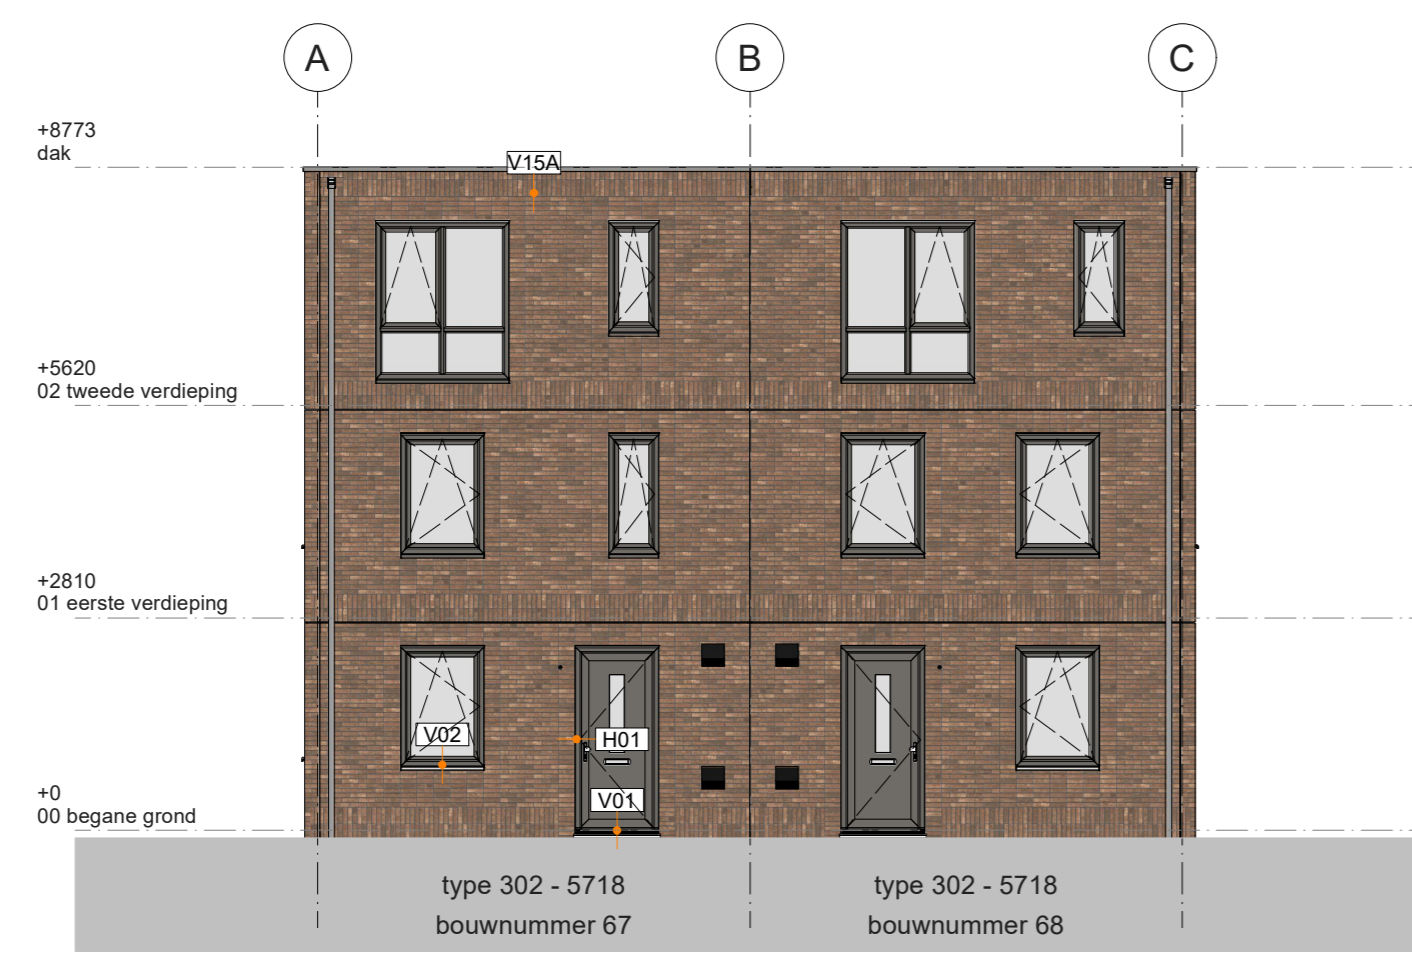 A
B
C
+8773
dak
V15A
+5620
02 tweede verdieping
+2810
01 eerste verdieping
V02
H01
V01
+0
00 begane grond
type 302 - 5718
bouwnummer 67
type 302 - 5718
bouwnummer 68